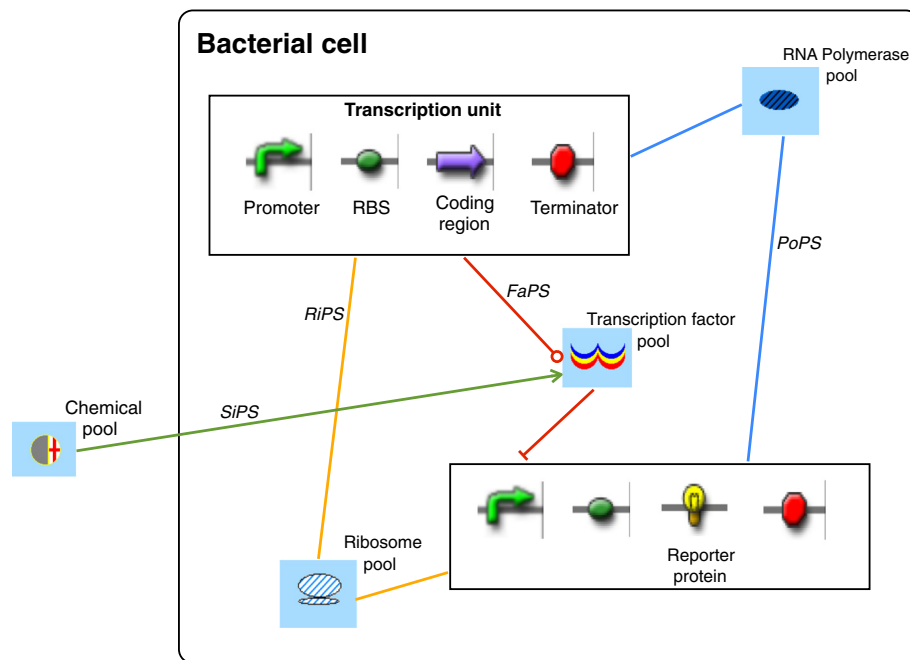 Bacterial cell
RNA Polymerase
pool
Transcription unit
Promoter
RBS
Coding
region
Terminator
PoPS
RiPS
FaPS
Transcription factor
pool
Chemical
pool
SiPS
Ribosome
pool
Reporter
protein